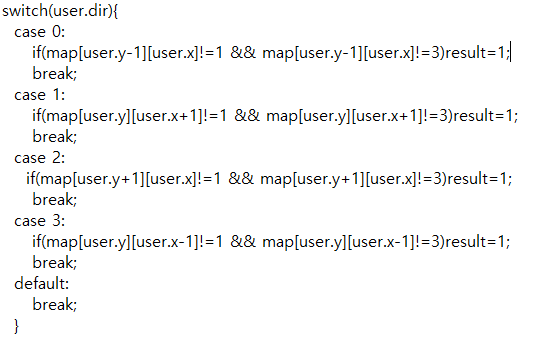 switch(user.dir){
case 0:
if(map[user.y-1][user.x]!=1 && map[user.y-1][user.x]!=3)result=1;
break;
case 1:
if(map[user.y][user.x+1]!=1 && map[user.y][user.x+1]!=3)result=1;
break;
case 2:
if(map[user.y+1][user.x]!=1 && map[user.y+1][user.x]!=3)result=1;
break;
case 3:
if(map[user.y][user.x-1]!=1 && map[user.y][user.x-1]!=3)result=1;
break;
default:
break;
}